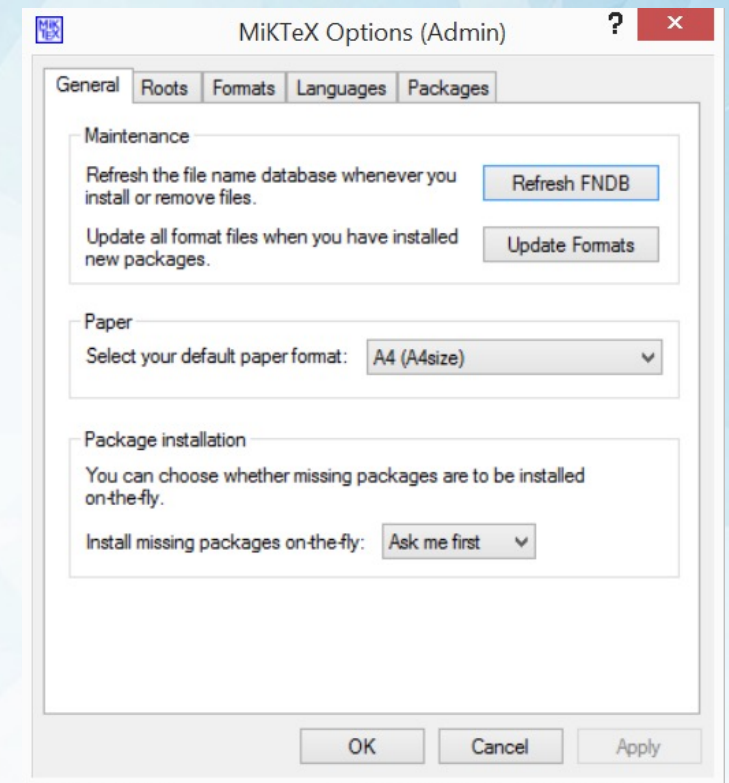 MiKTeX Options (Admin)
?
x
General Roots Formats Languages Packages
Maintenance
Refresh the file name database whenever you
install or remove files.
Refresh FNDB
Update all format files when you have installed
new packages.
Update Formats
Paper
Select your default paper format: A4 (A4size)
Package installation
You can choose whether missing packages are to be installed
on-the-fly.
Install missing packages on-the-fly: Ask me first
OK Cancel Apply